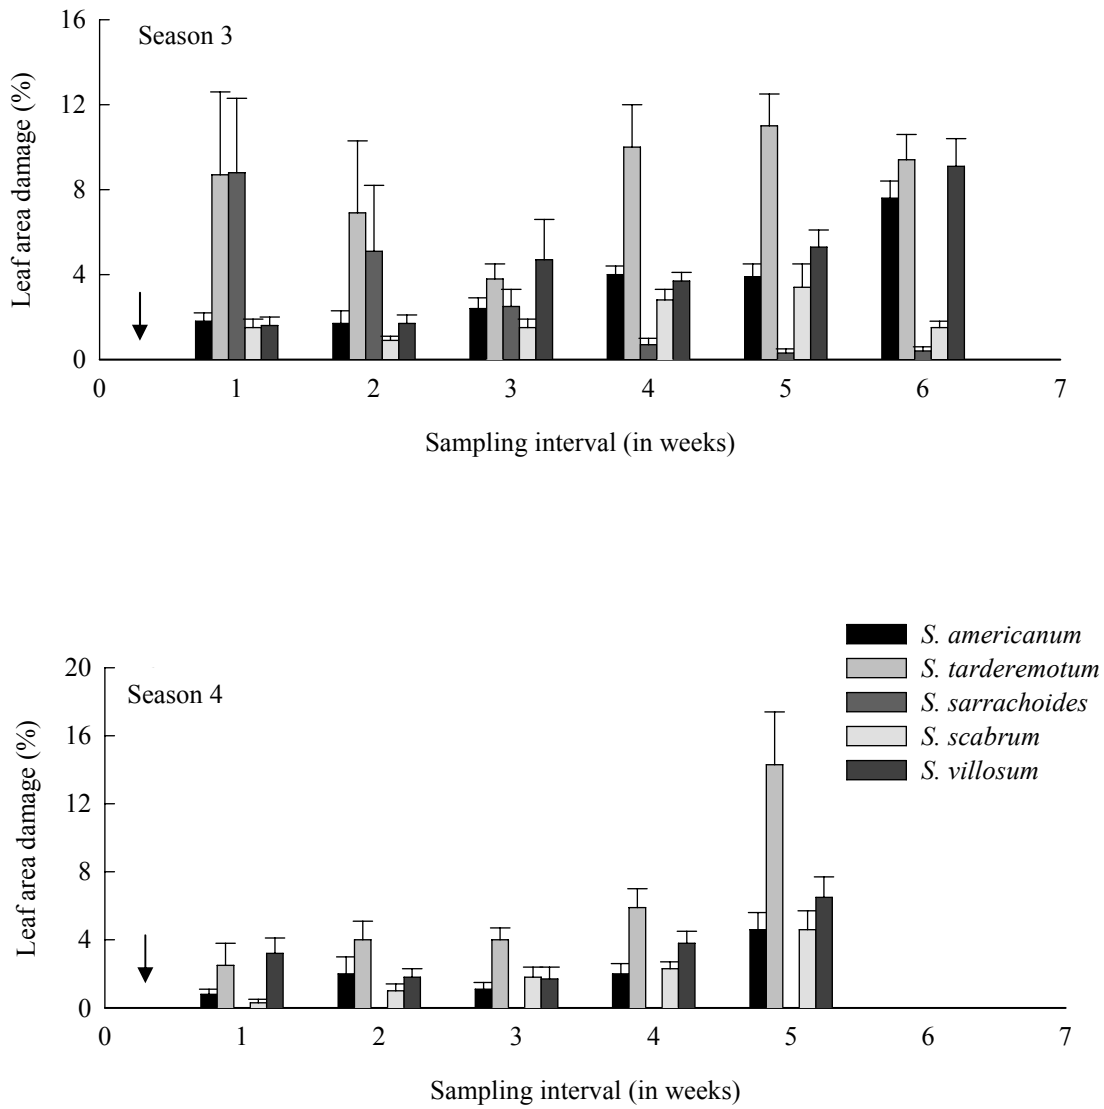 Season 3
Leaf area damage (%)
16
12
8
4
0
0 1 2 3 4 5 6 7
Sampling interval (in weeks)
S. americanum
S. tarderemotum
S. sarrachoides
S. scabrum
S. villosum
Season 4
Leaf area damage (%)
20
16
12
8
4
0
0 1 2 3 4 5 6 7
Sampling interval (in weeks)